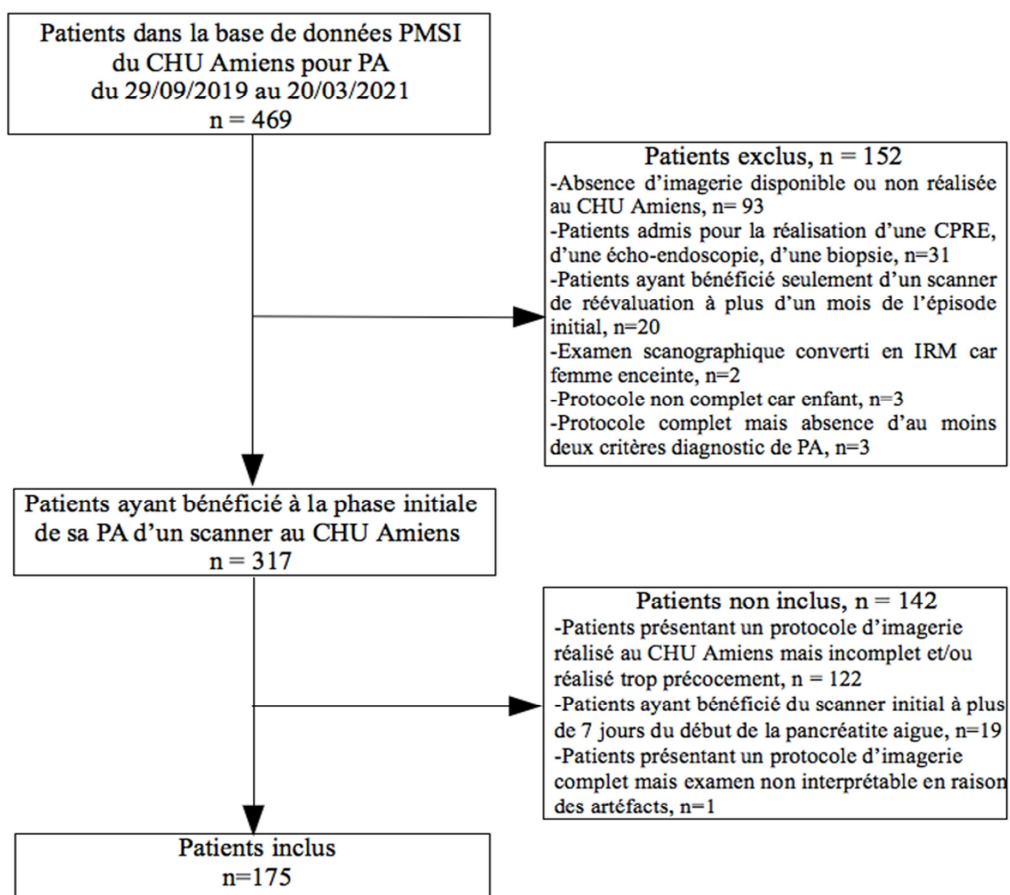 Patients dans la base de données PMSI
du CHU Amiens pour PA
du 29/09/2019 au 20/03/2021
n = 469
Patients exclus, n = 152
-Absence d’imagerie disponible ou non réalisée
au CHU Amiens, n= 93
-Patients admis pour la réalisation d’une CPRE,
d’une écho-endoscopie, d’une biopsie, n=31
-Patients ayant bénéficié seulement d’un scanner
de réévaluation à plus d’un mois de l’épisode
initial, n=20
-Examen scanographique converti en IRM car
femme enceinte, n=2
-Protocole non complet car enfant, n=3
-Protocole complet mais absence d’au moins
deux critères diagnostic de PA, n=3
Patients ayant bénéficié à la phase initiale
de sa PA d’un scanner au CHU Amiens
n = 317
Patients non inclus, n = 142
-Patients présentant un protocole d’imagerie
réalisé au CHU Amiens mais incomplet et/ou
réalisé trop précocement, n = 122
-Patients ayant bénéficié du scanner initial à plus
de 7 jours du début de la pancréatite aigue, n=19
-Patients présentant un protocole d’imagerie
complet mais examen non interprétable en raison
des artéfacts, n=1
Patients inclus
n=175